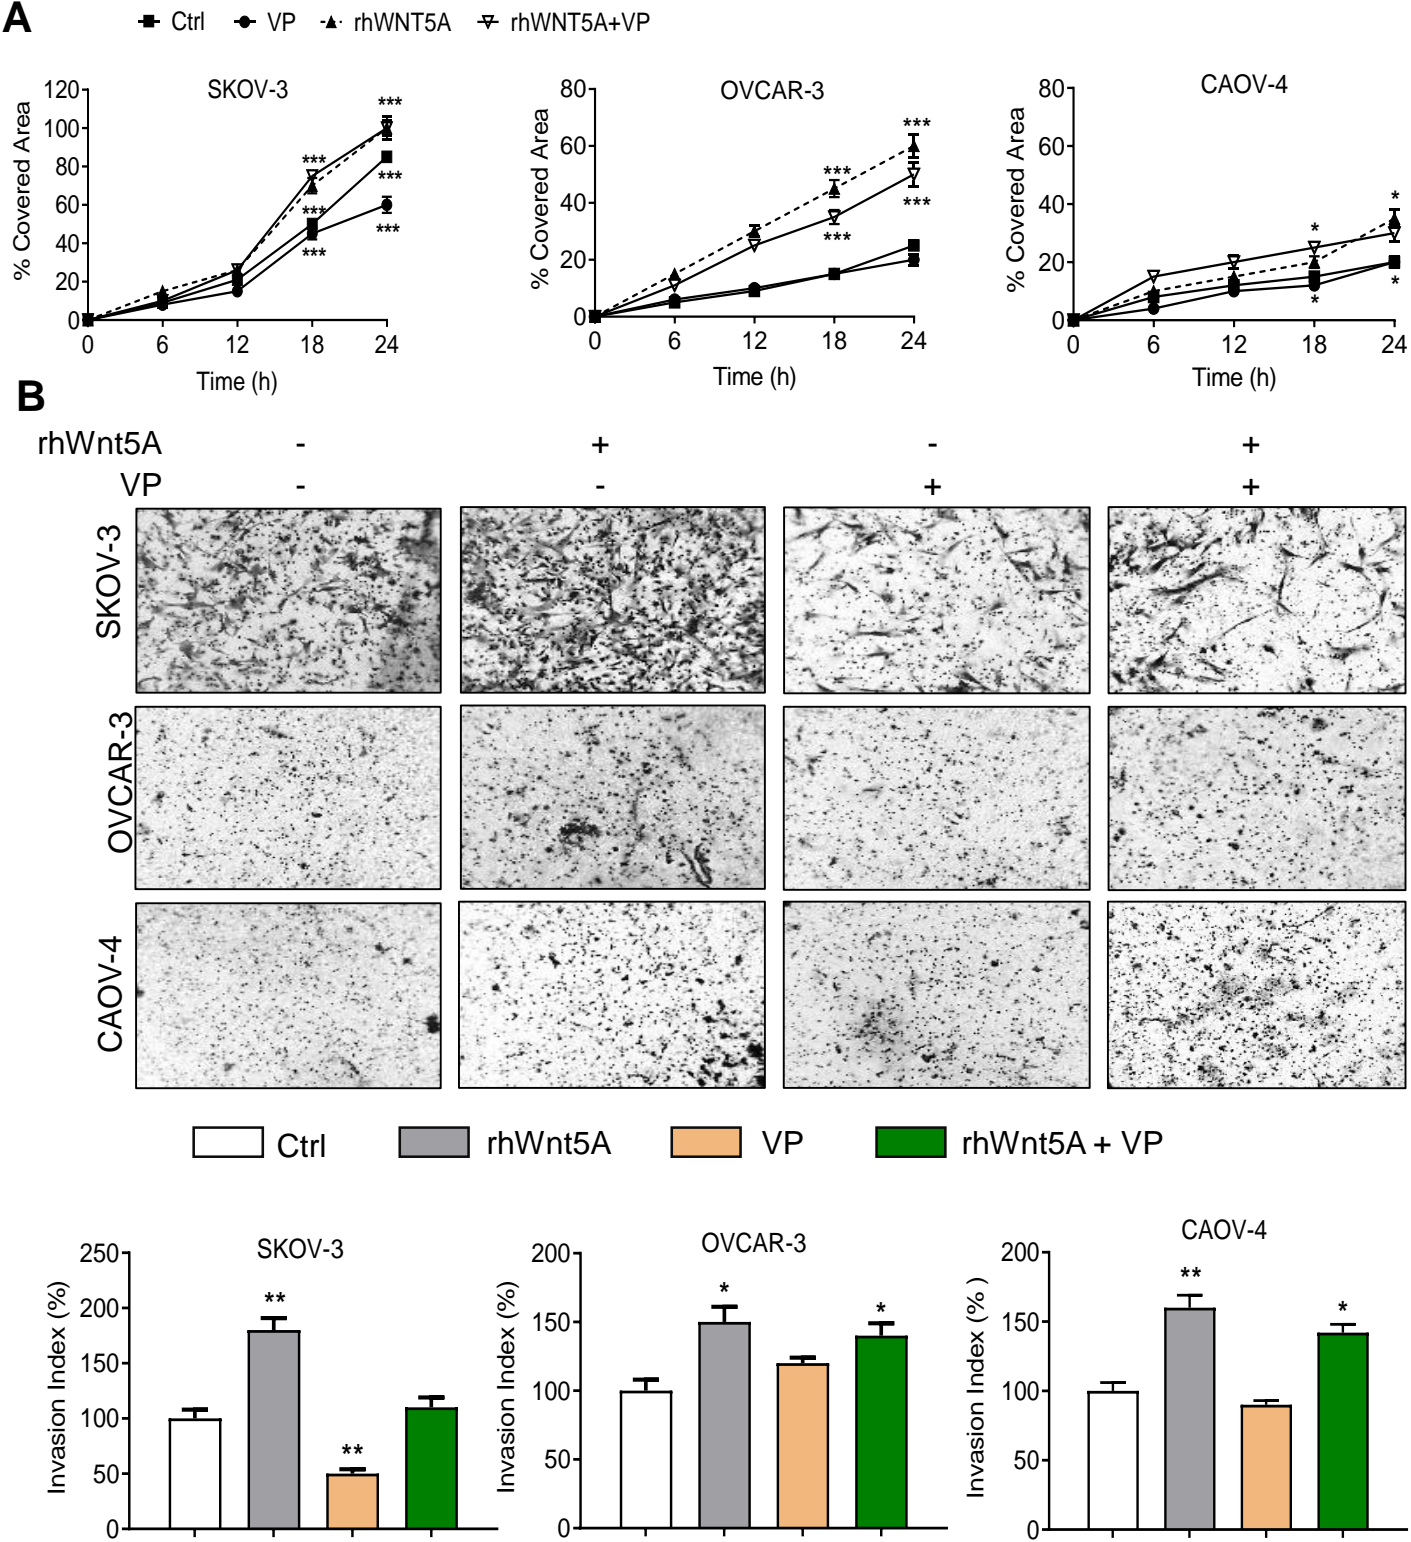 A
Ctrl VP rhWNT5A rhWNT5A+VP
SKOV-3
% Covered Area
120
100
80
60
40
20
0
0 6 12 18 24
Time (h)
***
***
***
***
***
***
OVCAR-3
% Covered Area
80
60
40
20
0
0 6 12 18 24
Time (h)
***
***
***
***
CAOV-4
% Covered Area
80
60
40
20
0
0 6 12 18 24
Time (h)
*
*
*
*
B
rhWnt5A - + - +
VP - - + +
SKOV-3
OVCAR-3
CAOV-4
Ctrl rhWnt5A VP rhWnt5A + VP
SKOV-3
Invasion Index (%)
250
200
150
100
50
0
**
**
OVCAR-3
Invasion Index (%)
200
150
100
50
0
*
*
CAOV-4
Invasion Index (% )
200
150
100
50
0
**
*